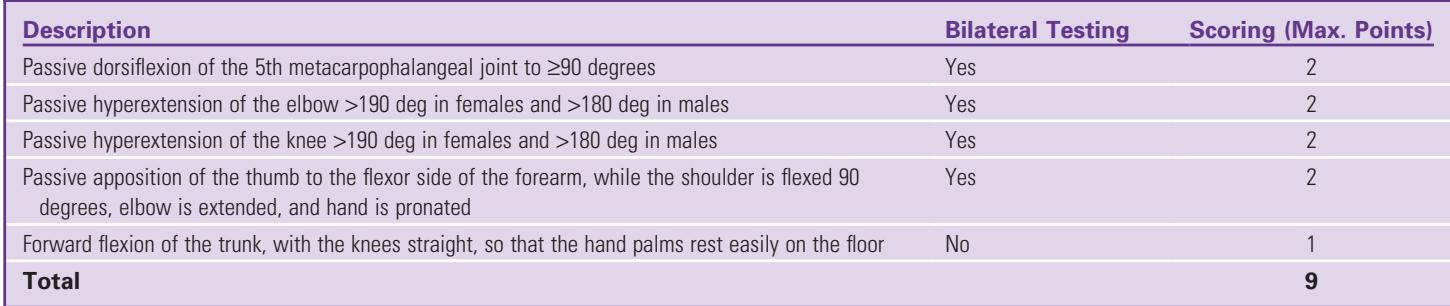 Description Bilateral Testing Scoring (Max. Points)
Passive dorsiflexion of the 5th metacarpophalangeal joint to ≥90 degrees Yes 2
Passive hyperextension of the elbow >190 deg in females and >180 deg in males Yes 2
Passive hyperextension of the knee >190 deg in females and >180 deg in males Yes 2
Passive apposition of the thumb to the flexor side of the forearm, while the shoulder is flexed 90 Yes 2
degrees, elbow is extended, and hand is pronated
Forward flexion of the trunk, with the knees straight, so that the hand palms rest easily on the floor No 1
Total 9